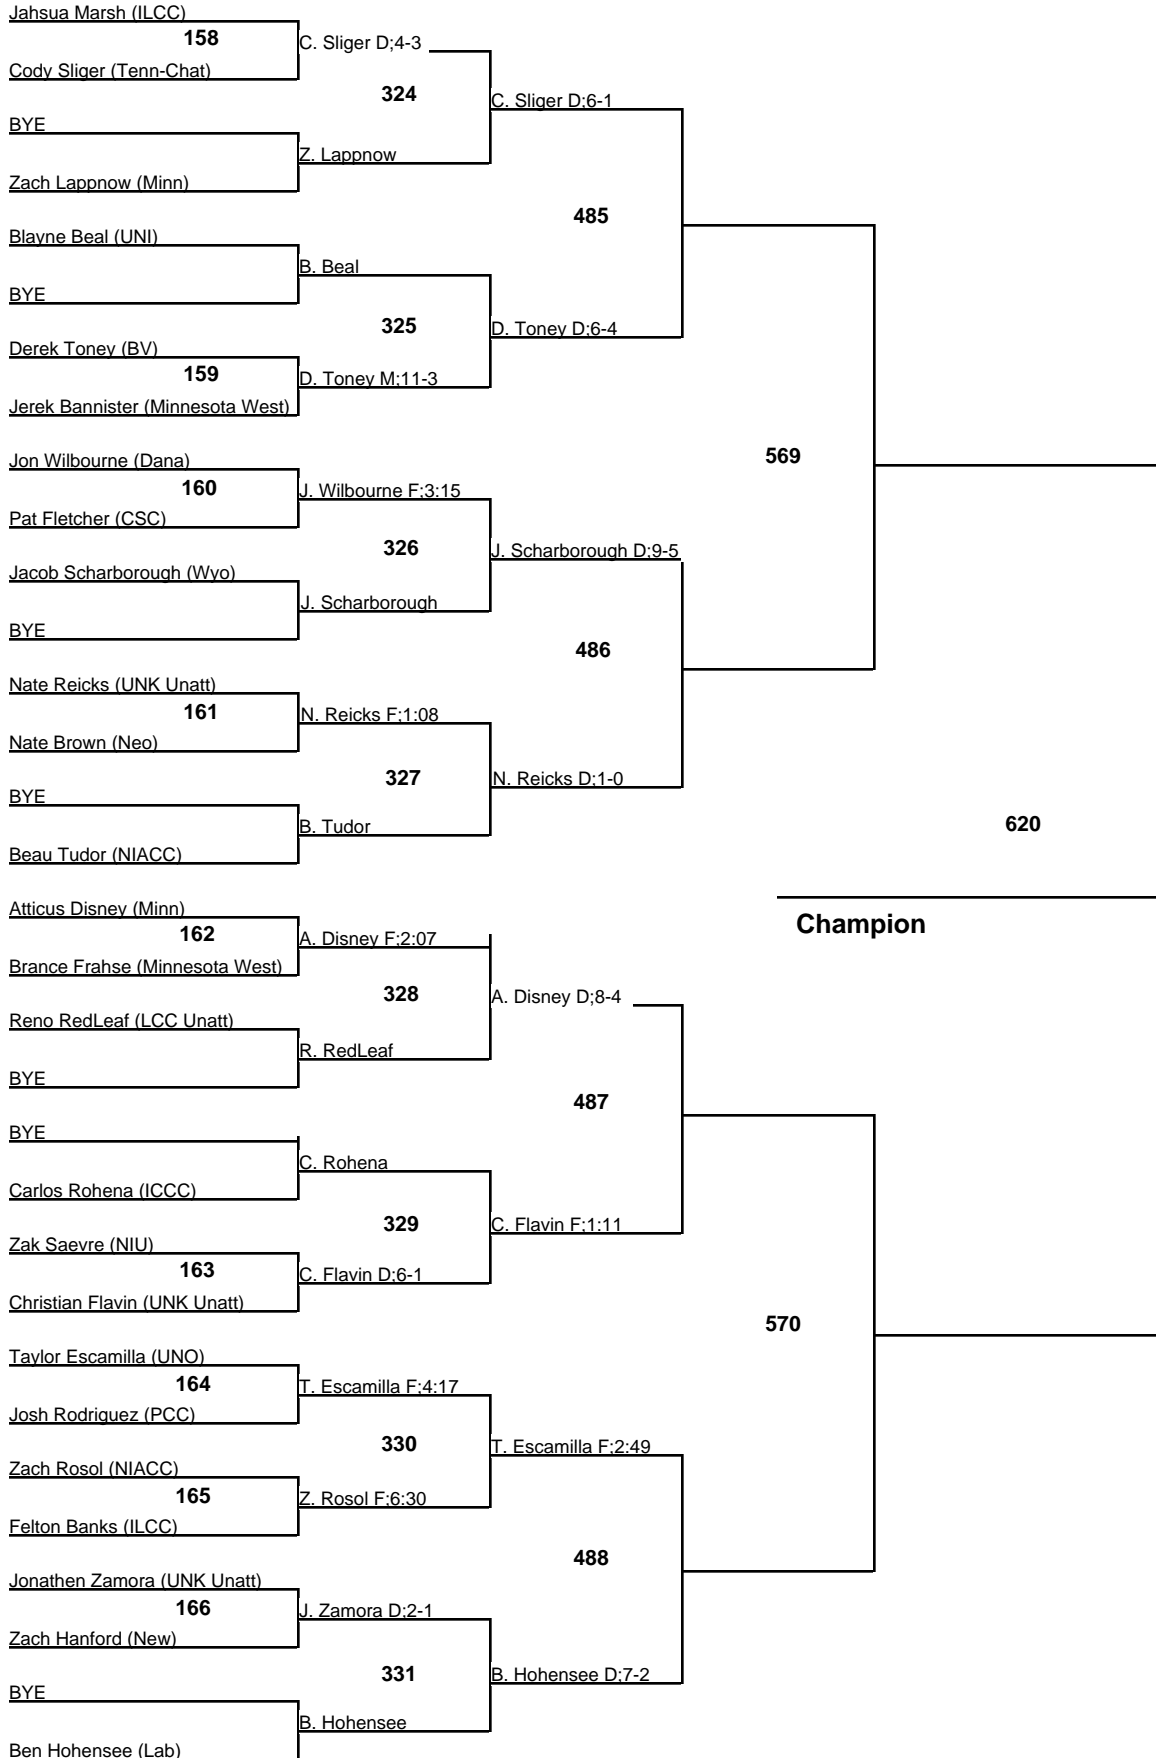 Jahsua Marsh (ILCC)
158
C. Sliger D;4-3
Cody Sliger (Tenn-Chat)
324
C. Sliger D;6-1
BYE
Z. Lappnow
Zach Lappnow (Minn)
485
Blayne Beal (UNI)
B. Beal
BYE
325
D. Toney D;6-4
Derek Toney (BV)
159
D. Toney M;11-3
Jerek Bannister (Minnesota West)
569
Jon Wilbourne (Dana)
160
J. Wilbourne F;3:15
Pat Fletcher (CSC)
326
J. Scharborough D;9-5
Jacob Scharborough (Wyo)
J. Scharborough
BYE
486
Nate Reicks (UNK Unatt)
161
N. Reicks F;1:08
Nate Brown (Neo)
327
N. Reicks D;1-0
BYE
B. Tudor
620
Beau Tudor (NIACC)
Atticus Disney (Minn)
Champion
162
A. Disney F;2:07
Brance Frahse (Minnesota West)
328
A. Disney D;8-4
Reno RedLeaf (LCC Unatt)
R. RedLeaf
BYE
487
BYE
C. Rohena
Carlos Rohena (ICCC)
329
C. Flavin F;1:11
Zak Saevre (NIU)
163
C. Flavin D;6-1
Christian Flavin (UNK Unatt)
570
Taylor Escamilla (UNO)
164
T. Escamilla F;4:17
Josh Rodriguez (PCC)
330
T. Escamilla F;2:49
Zach Rosol (NIACC)
165
Z. Rosol F;6:30
Felton Banks (ILCC)
488
Jonathen Zamora (UNK Unatt)
166
J. Zamora D;2-1
Zach Hanford (New)
331
B. Hohensee D;7-2
BYE
B. Hohensee
Ben Hohensee (Lab)